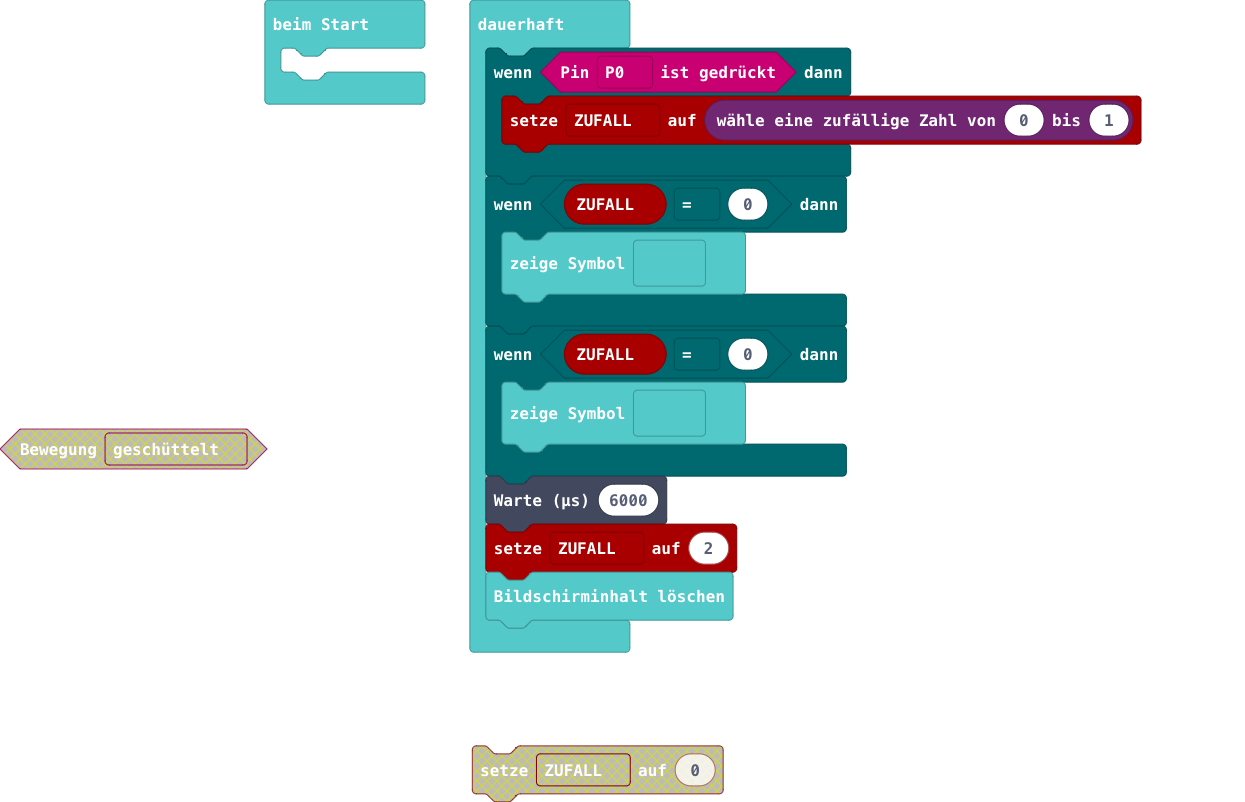 beim Start
dauerhaft
wenn Pin P0 ist gedrückt dann
setze ZUFALL auf wähle eine zufällige Zahl von 0 bis 1
wenn ZUFALL = 0 dann
zeige Symbol
wenn ZUFALL = 0 dann
zeige Symbol
Bewegung geschüttelt
Warte (µs) 6000
setze ZUFALL auf 2
Bildschirminhalt löschen
setze ZUFALL auf 0